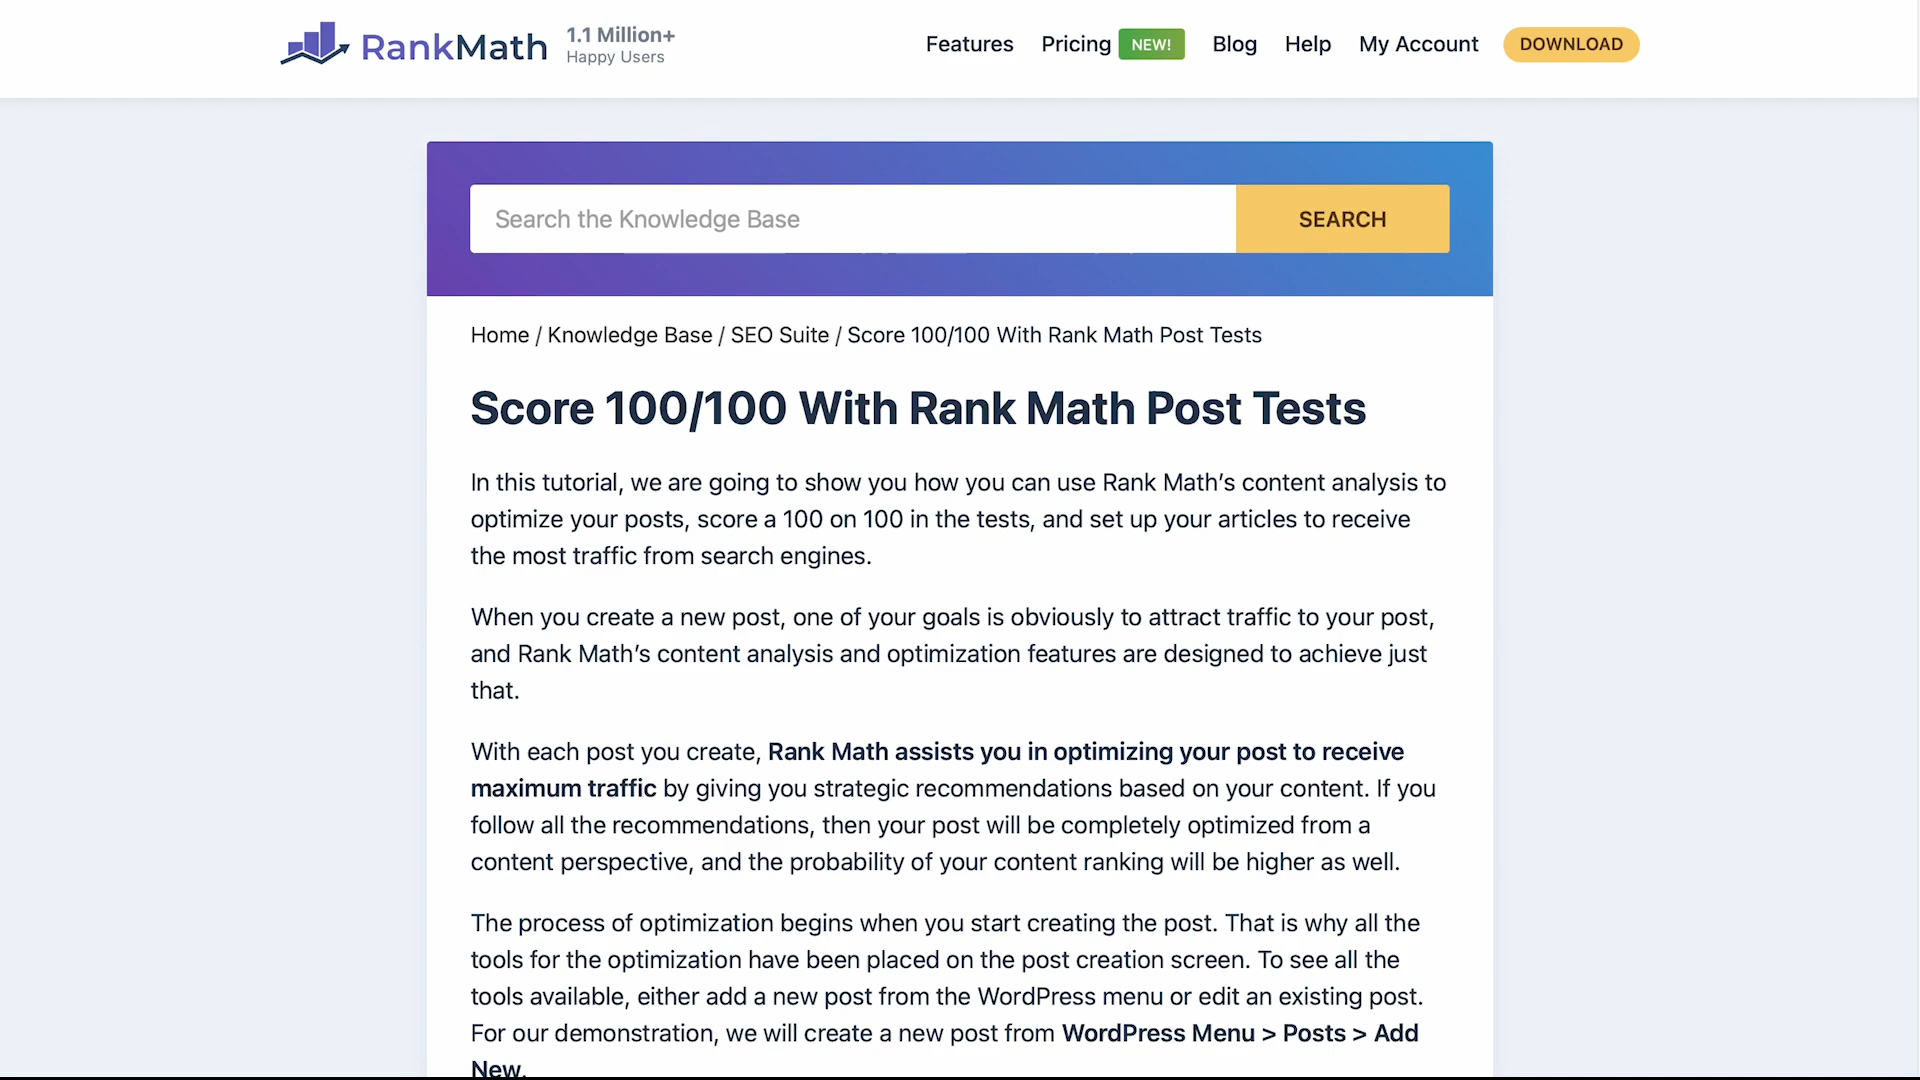 RankMath
1.1 Million+
Happy Users
Features
Pricing NEW!
Blog
Help
My Account
DOWNLOAD
Search the Knowledge Base
SEARCH
Home / Knowledge Base / SEO Suite / Score 100/100 With Rank Math Post Tests
Score 100/100 With Rank Math Post Tests
In this tutorial, we are going to show you how you can use Rank Math’s content analysis to
optimize your posts, score a 100 on 100 in the tests, and set up your articles to receive
the most traffic from search engines.
When you create a new post, one of your goals is obviously to attract traffic to your post,
and Rank Math’s content analysis and optimization features are designed to achieve just
that.
With each post you create, Rank Math assists you in optimizing your post to receive
maximum traffic by giving you strategic recommendations based on your content. If you
follow all the recommendations, then your post will be completely optimized from a
content perspective, and the probability of your content ranking will be higher as well.
The process of optimization begins when you start creating the post. That is why all the
tools for the optimization have been placed on the post creation screen. To see all the
tools available, either add a new post from the WordPress menu or edit an existing post.
For our demonstration, we will create a new post from WordPress Menu > Posts > Add
New.